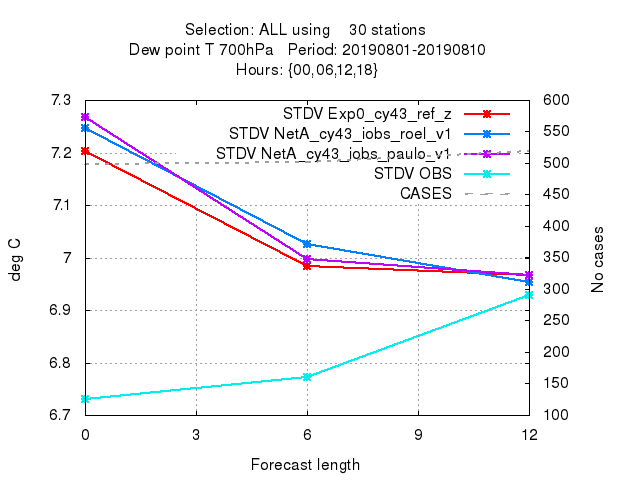 Selection: ALL using 30 stations
Dew point T 700hPa Period: 20190801-20190810
Hours: {00,06,12,18}
STDV Exp0_cy43_ref_z
STDV NetA_cy43_iobs_roel_v1
STDV NetA_cy43_jobs_paulo_v1
STDV OBS
CASES
deg C
7.3
7.2
7.1
7
6.9
6.8
6.7
600
550
500
450
400
350
300
250
200
150
100
No cases
0 3 6 9 12
Forecast length